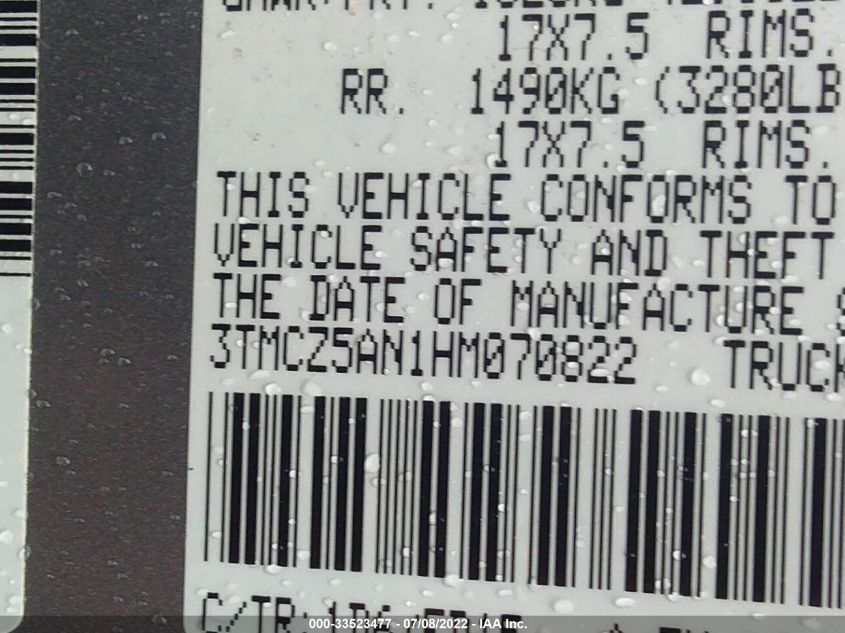 17X7.5 RIMS.
RR. 1490KG (3280LB
17X7.5 RIMS.
THIS VEHICLE CONFORMS TO
VEHICLE SAFETY AND THEFT
THE DATE OF MANUFACTURE
3TMCZ5AN1HM070822 TRUCK
C/TR:
000-33523477 - 07/08/2022 - IAA Inc.